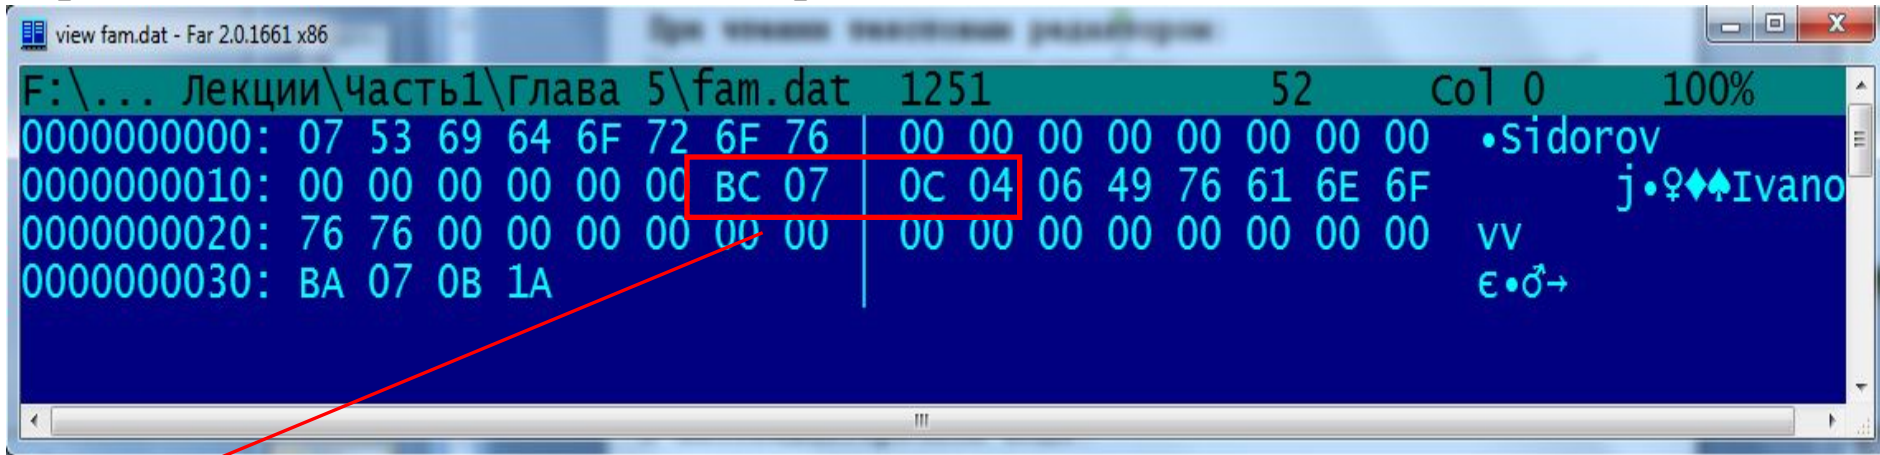 view fam.dat - Far 2.0.1661 x86
При чтении текстовым редактором:
F:\... Лекции\Часть1\Глава 5\fam.dat 1251 52 Col 0 100%
0000000000: 07 53 69 64 6F 72 6F 76 | 00 00 00 00 00 00 00 00 •Sidorov
0000000010: 00 00 00 00 00 00 BC 07 | 0C 04 06 49 76 61 6E 6F j•♀♦♠Ivano
0000000020: 76 76 00 00 00 00 00 00 | 00 00 00 00 00 00 00 00 vv
0000000030: BA 07 0B 1A | є•♂→